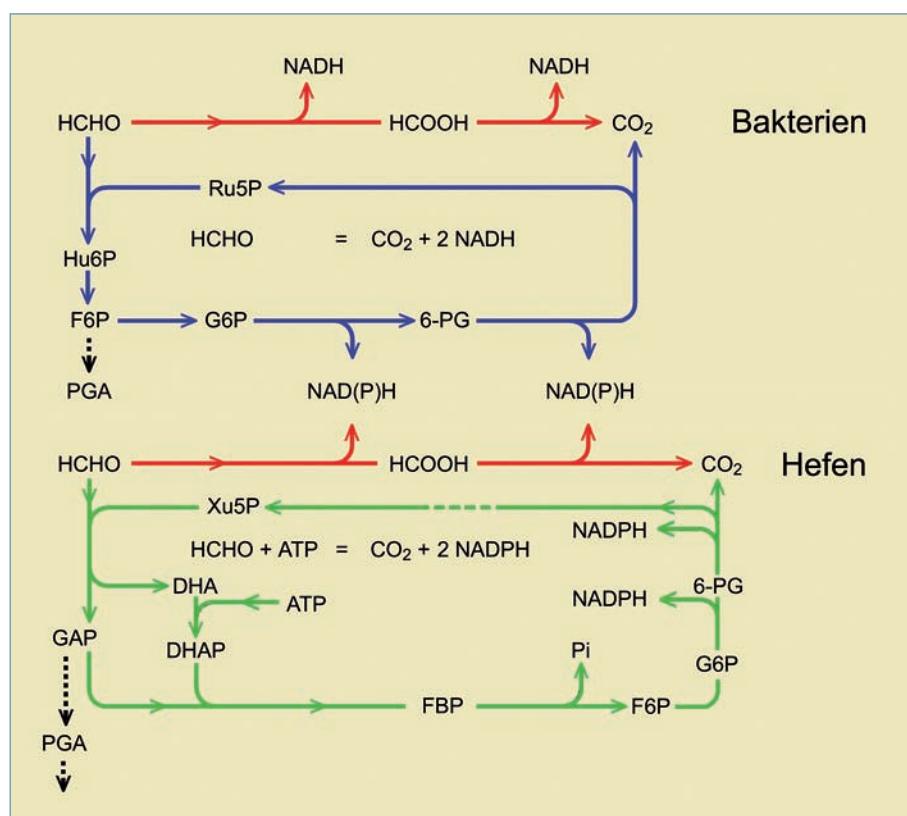 NADH NADH
HCHO HCOOH CO₂ Bakterien
Ru5P
HCHO = CO₂ + 2 NADH
Hu6P
F6P G6P 6-PG
PGA NAD(P)H NAD(P)H
HCHO HCOOH CO₂ Hefen
Xu5P
NADPH
HCHO + ATP = CO₂ + 2 NADPH
DHA 6-PG
ATP NADPH
GAP
DHAP Pi G6P
FBP F6P
PGA